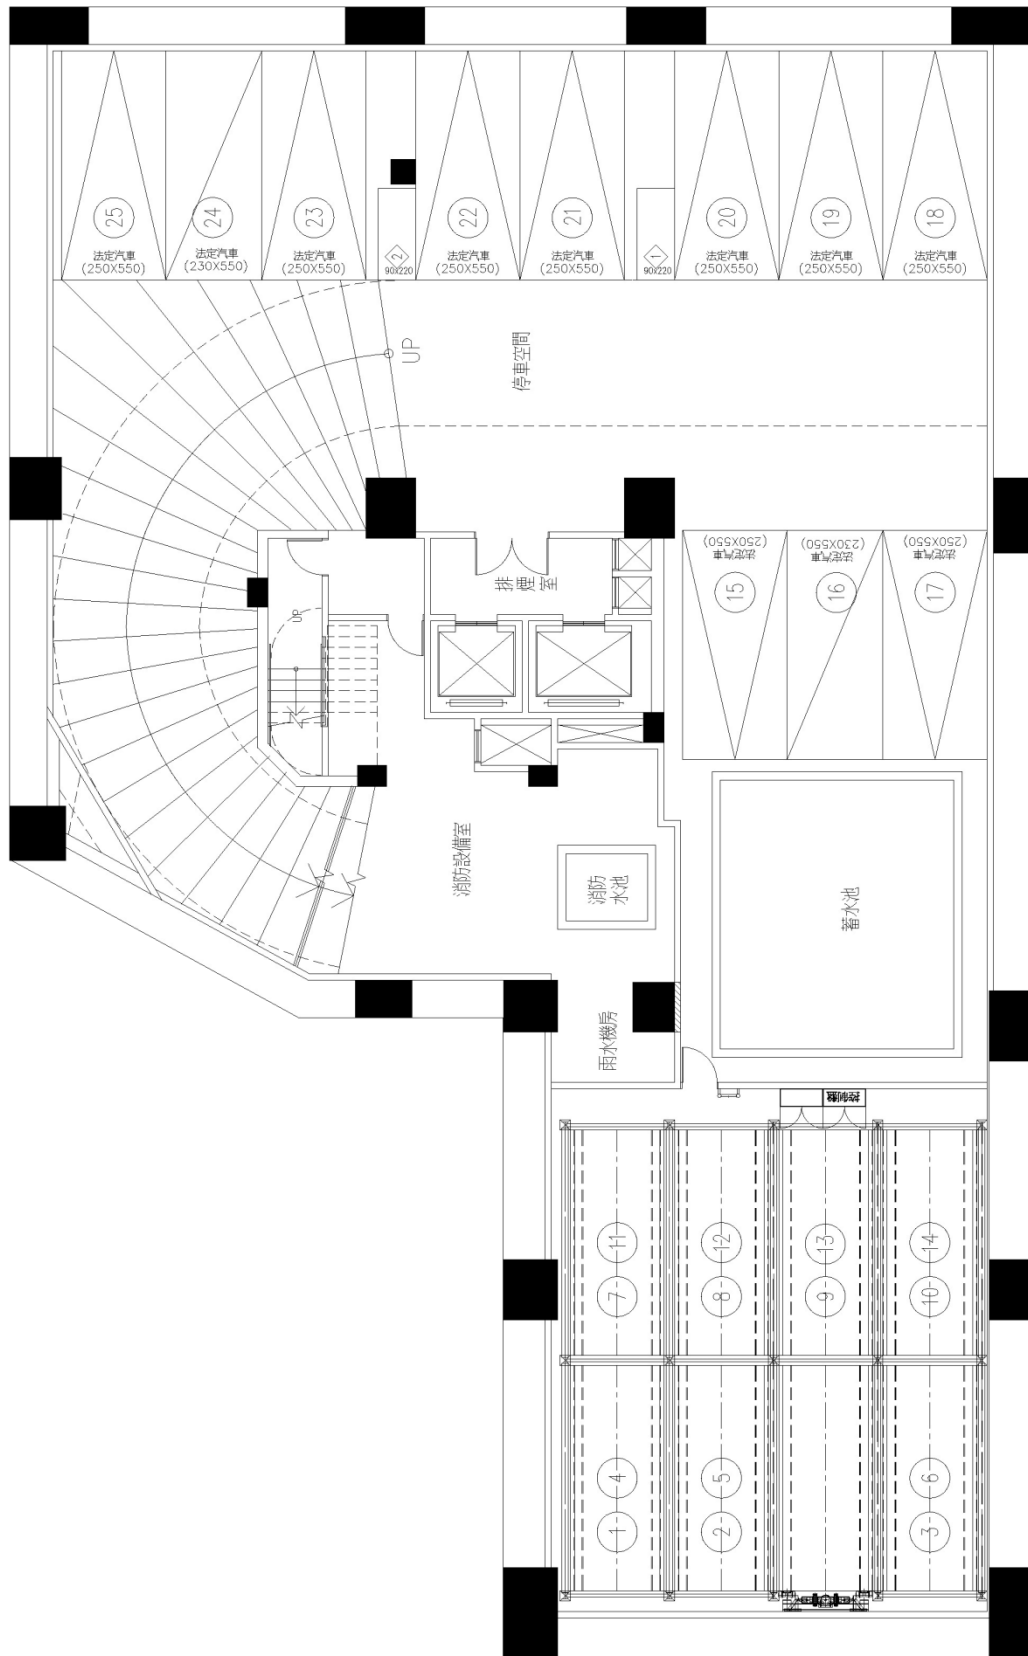 25
法定汽車
(250X550)
24
法定汽車
(230X550)
23
法定汽車
(250X550)
2
90X220
22
法定汽車
(250X550)
21
法定汽車
(250X550)
1
90X220
20
法定汽車
(250X550)
19
法定汽車
(250X550)
18
法定汽車
(250X550)
UP
停車空間
排煙室
UP
法定汽車
(250X550)
15
法定汽車
(230X550)
16
法定汽車
(250X550)
17
消防設備室
消防
水池
蓄水池
雨水機房
控制盤
7
11
8
12
9
13
10
14
1
4
2
5
3
6